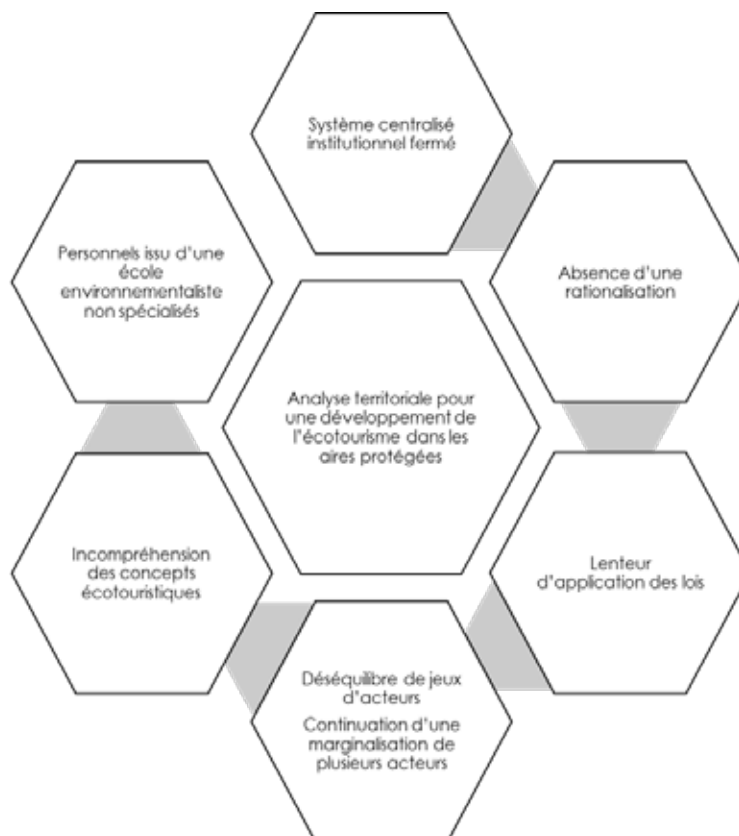 Système centralisé
institutionnel fermé
Personnels issu d'une
école
environnementaliste
non spécialisés
Absence d'une
rationalisation
Analyse territoriale pour
une développement de
l'écotourisme dans les
aires protégées
Incompréhension
des concepts
écotouristiques
Lenteur
d'application des lois
Déséquilibre de jeux
d'acteurs
Continuation d'une
marginalisation de
plusieurs acteurs